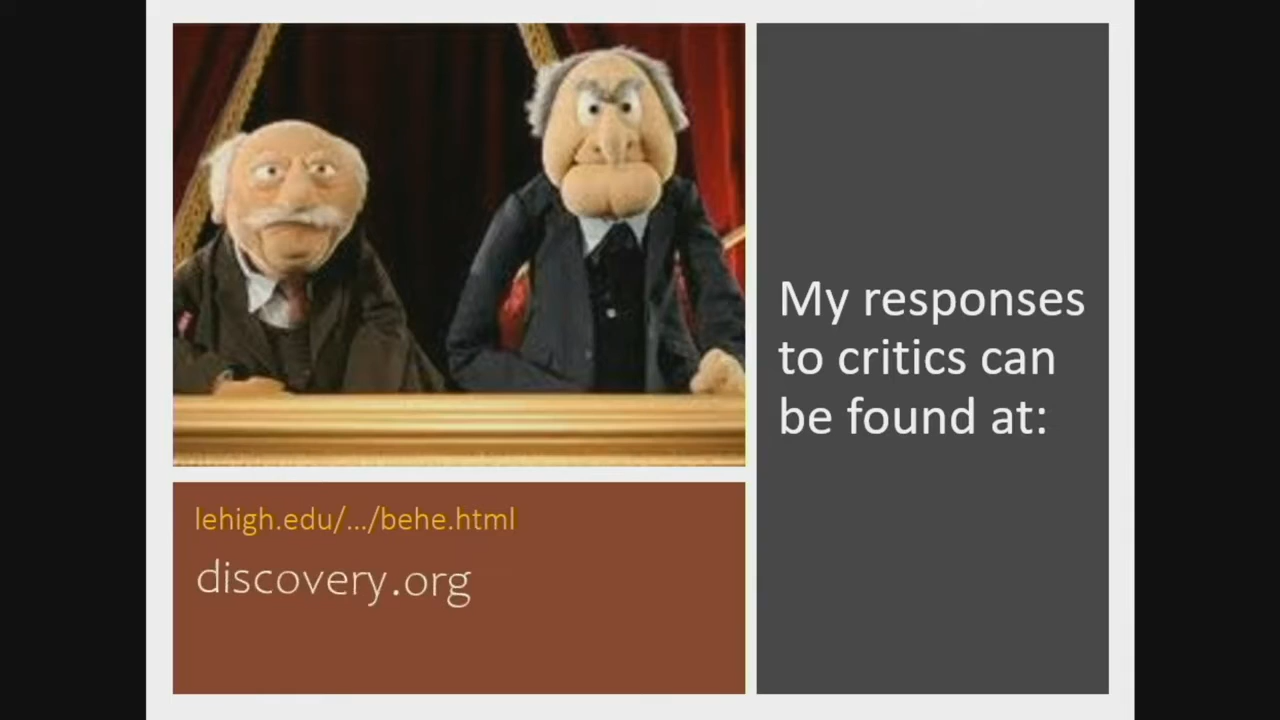 My responses
to critics can
be found at:
lehigh.edu/.../behe.html
discovery.org